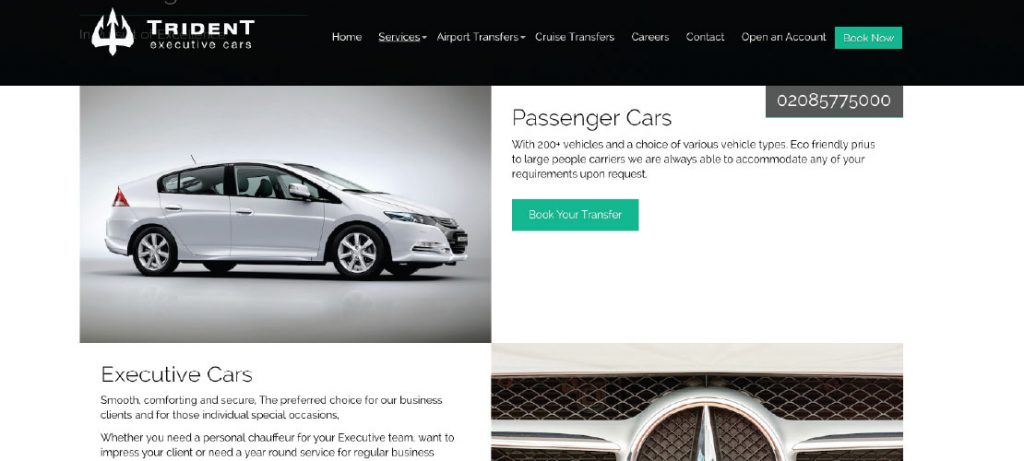 TRIDENT
executive cars
Home
Services
Airport Transfers
Cruise Transfers
Careers
Contact
Open an Account
Book Now
02085775000
Passenger Cars
With 200+ vehicles and a choice of various vehicle types. Eco friendly prius
to large people carriers we are always able to accommodate any of your
requirements upon request.
Book Your Transfer
Executive Cars
Smooth, comforting and secure, The preferred choice for our business
clients and for those individual special occasions,
Whether you need a personal chauffeur for your Executive team, want to
impress your client or need a year round service for regular business